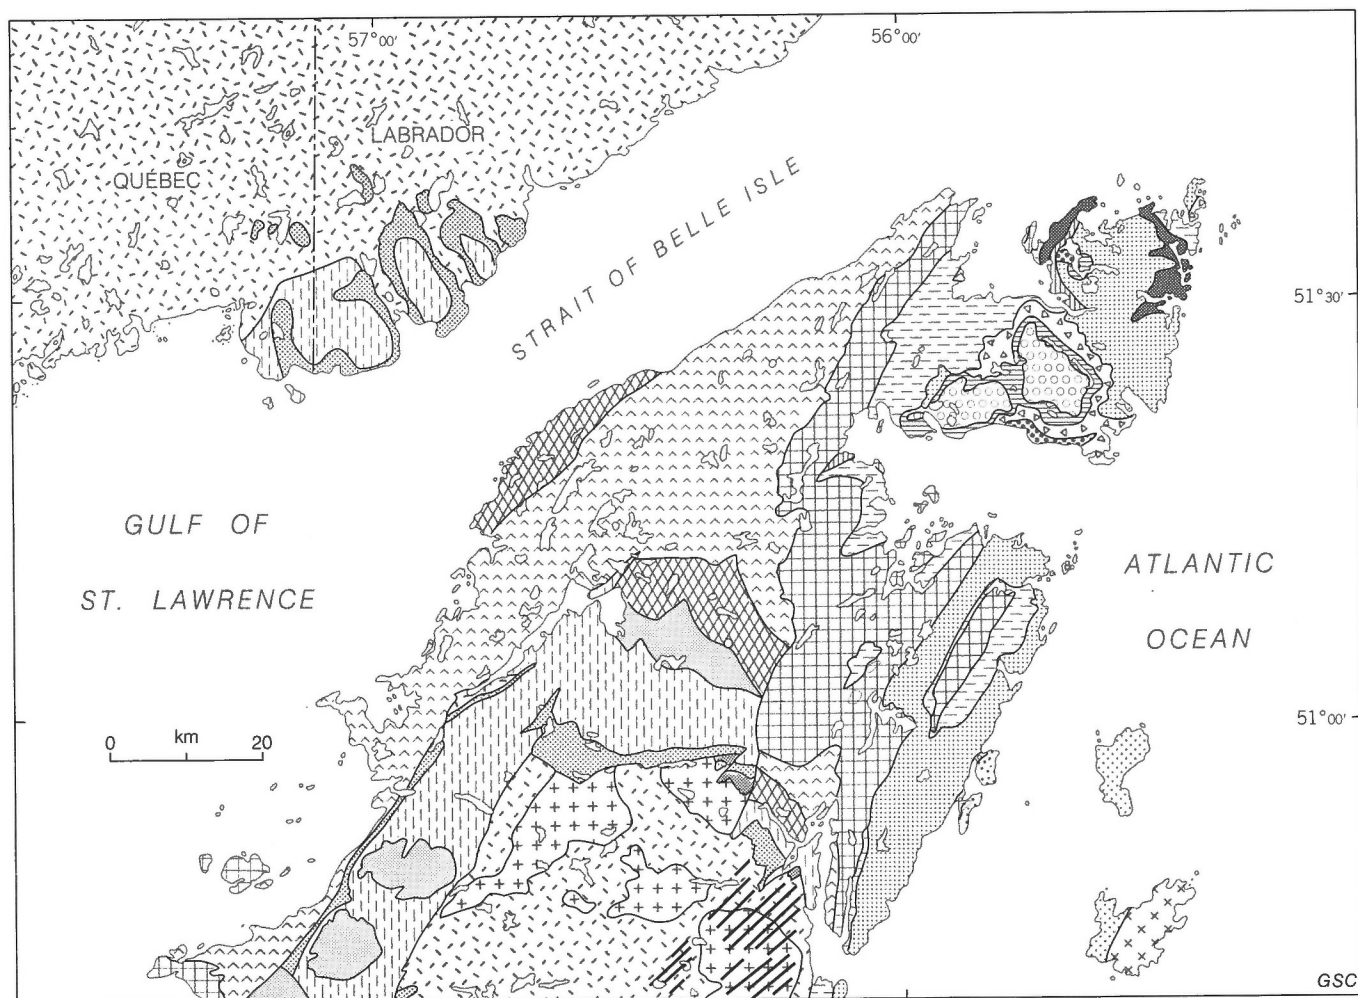 57°00'
56°00'
LABRADOR
QUÉBEC
STRAIT OF BELLE ISLE
51°30'
GULF OF
ST. LAWRENCE
ATLANTIC
OCEAN
51°00'
km
0 20
GSC